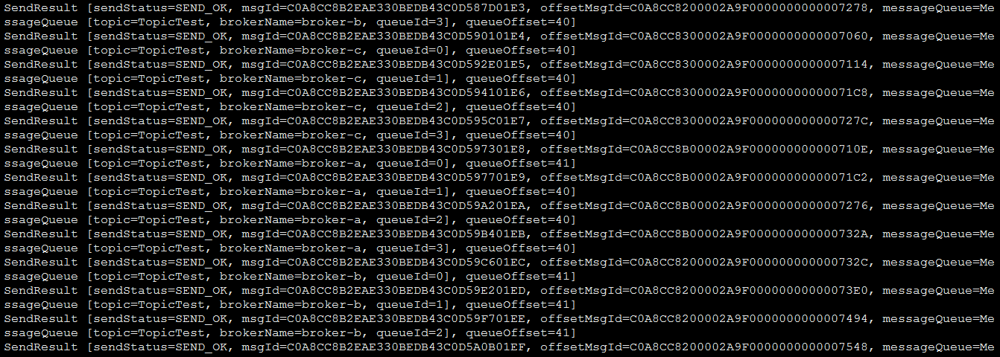 SendResult [sendStatus=SEND_OK, msgId=C0A8CC8B2EAE330BEDB43C0D587D01E3, offsetMsgId=C0A8CC8200002A9F0000000000007278, messageQueue=Me
ssageQueue [topic=TopicTest, brokerName=broker-b, queueId=3], queueOffset=40]
SendResult [sendStatus=SEND_OK, msgId=C0A8CC8B2EAE330BEDB43C0D590101E4, offsetMsgId=C0A8CC8300002A9F0000000000007060, messageQueue=Me
ssageQueue [topic=TopicTest, brokerName=broker-c, queueId=0], queueOffset=40]
SendResult [sendStatus=SEND_OK, msgId=C0A8CC8B2EAE330BEDB43C0D592E01E5, offsetMsgId=C0A8CC8300002A9F0000000000007114, messageQueue=Me
ssageQueue [topic=TopicTest, brokerName=broker-c, queueId=1], queueOffset=40]
SendResult [sendStatus=SEND_OK, msgId=C0A8CC8B2EAE330BEDB43C0D594101E6, offsetMsgId=C0A8CC8300002A9F00000000000071C8, messageQueue=Me
ssageQueue [topic=TopicTest, brokerName=broker-c, queueId=2], queueOffset=40]
SendResult [sendStatus=SEND_OK, msgId=C0A8CC8B2EAE330BEDB43C0D595C01E7, offsetMsgId=C0A8CC8300002A9F000000000000727C, messageQueue=Me
ssageQueue [topic=TopicTest, brokerName=broker-c, queueId=3], queueOffset=40]
SendResult [sendStatus=SEND_OK, msgId=C0A8CC8B2EAE330BEDB43C0D597301E8, offsetMsgId=C0A8CC8B00002A9F000000000000710E, messageQueue=Me
ssageQueue [topic=TopicTest, brokerName=broker-a, queueId=0], queueOffset=41]
SendResult [sendStatus=SEND_OK, msgId=C0A8CC8B2EAE330BEDB43C0D597701E9, offsetMsgId=C0A8CC8B00002A9F00000000000071C2, messageQueue=Me
ssageQueue [topic=TopicTest, brokerName=broker-a, queueId=1], queueOffset=40]
SendResult [sendStatus=SEND_OK, msgId=C0A8CC8B2EAE330BEDB43C0D59A201EA, offsetMsgId=C0A8CC8B00002A9F0000000000007276, messageQueue=Me
ssageQueue [topic=TopicTest, brokerName=broker-a, queueId=2], queueOffset=40]
SendResult [sendStatus=SEND_OK, msgId=C0A8CC8B2EAE330BEDB43C0D59B401EB, offsetMsgId=C0A8CC8B00002A9F000000000000732A, messageQueue=Me
ssageQueue [topic=TopicTest, brokerName=broker-a, queueId=3], queueOffset=40]
SendResult [sendStatus=SEND_OK, msgId=C0A8CC8B2EAE330BEDB43C0D59C601EC, offsetMsgId=C0A8CC8200002A9F000000000000732C, messageQueue=Me
ssageQueue [topic=TopicTest, brokerName=broker-b, queueId=0], queueOffset=41]
SendResult [sendStatus=SEND_OK, msgId=C0A8CC8B2EAE330BEDB43C0D59E201ED, offsetMsgId=C0A8CC8200002A9F00000000000073E0, messageQueue=Me
ssageQueue [topic=TopicTest, brokerName=broker-b, queueId=1], queueOffset=41]
SendResult [sendStatus=SEND_OK, msgId=C0A8CC8B2EAE330BEDB43C0D59F701EE, offsetMsgId=C0A8CC8200002A9F0000000000007494, messageQueue=Me
ssageQueue [topic=TopicTest, brokerName=broker-b, queueId=2], queueOffset=41]
SendResult [sendStatus=SEND_OK, msgId=C0A8CC8B2EAE330BEDB43C0D5A0B01EF, offsetMsgId=C0A8CC8200002A9F0000000000007548, messageQueue=Me